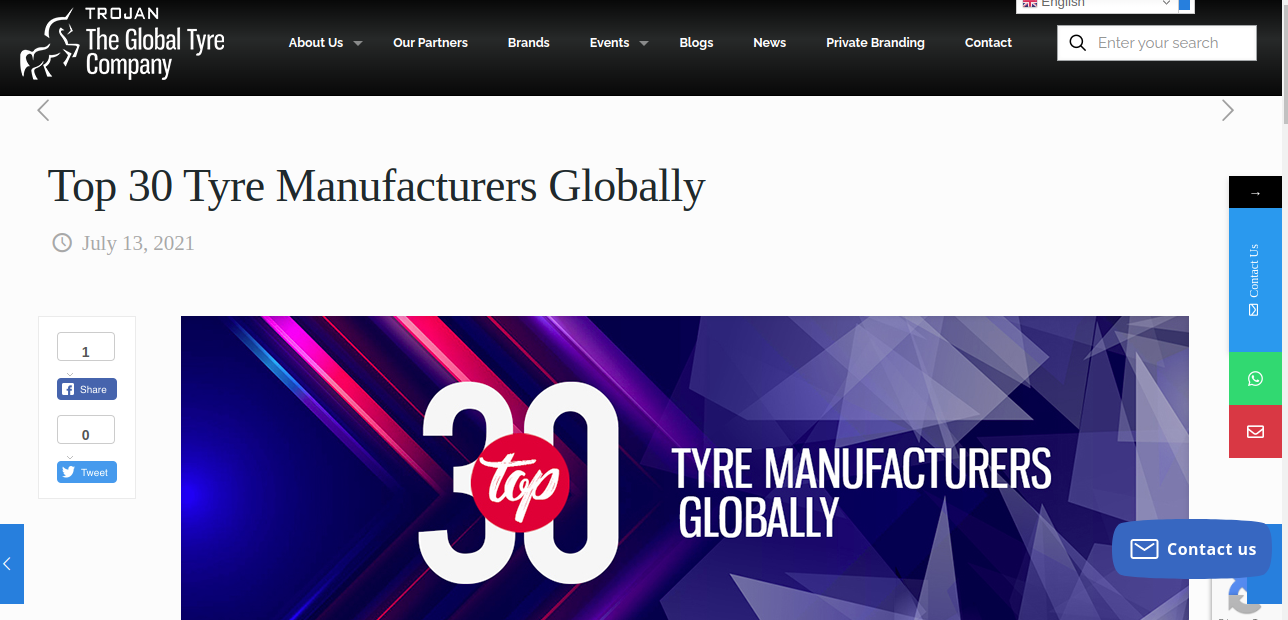 English
TROJAN
The Global Tyre
Company
About Us
Our Partners
Brands
Events
Blogs
News
Private Branding
Contact
Enter your search
Top 30 Tyre Manufacturers Globally
July 13, 2021
→
Contact Us
1
Share
0
Tweet
30
top
TYRE MANUFACTURERS
GLOBALLY
Contact us